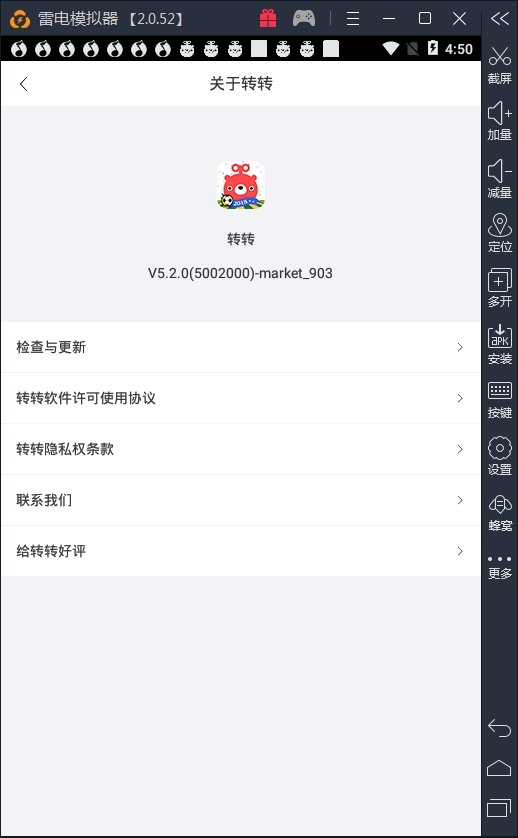 雷电模拟器 【2.0.52】
4:50
关于转转
2018
转转
V5.2.0(5002000)-market_903
检查与更新
转转软件许可使用协议
转转隐私权条款
联系我们
给转转好评
截屏
加量
减量
定位
多开
APK
安装
按键
设置
蜂窝
更多